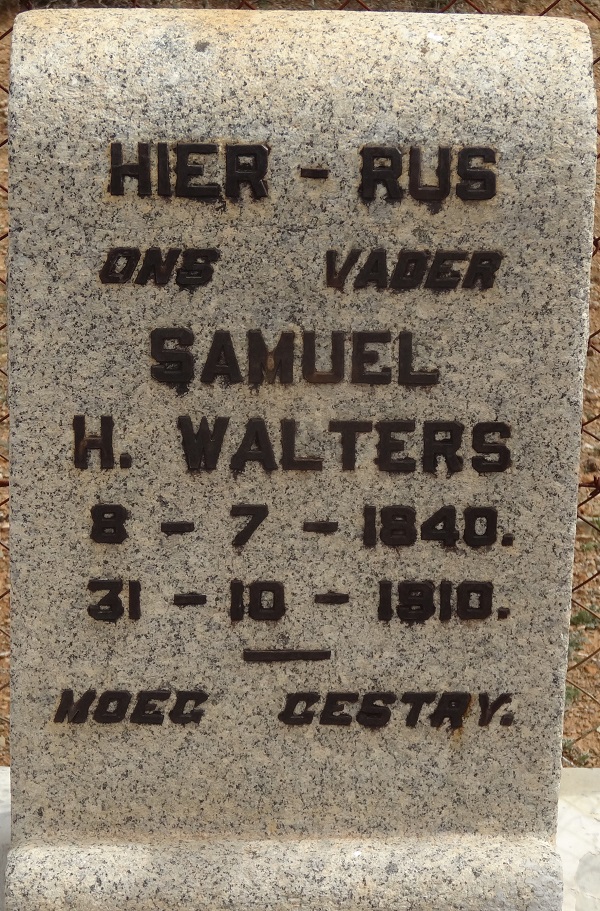 HIER - RUS
ONS VADER
SAMUEL
H. WALTERS
8 - 7 - 1840.
31 - 10 - 1910.
MOEG GESTRY.